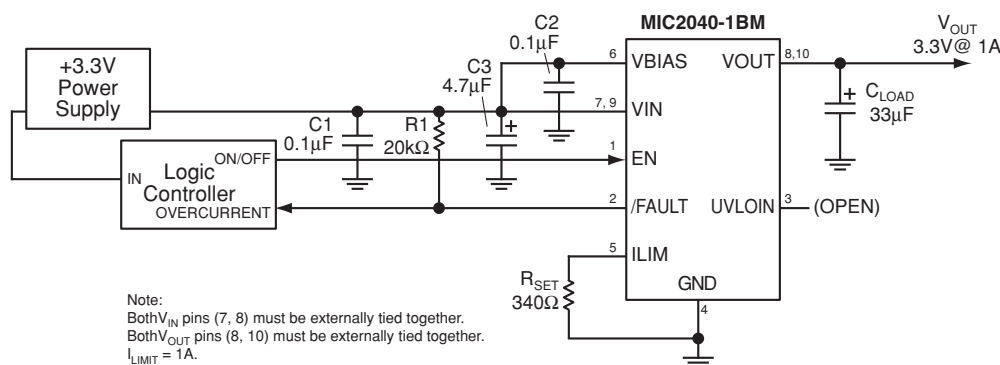 MIC2040-1BM
+3.3V
Power
Supply
C1
0.1µF
R1
20kΩ
C3
4.7µF
C2
0.1µF
+
6
VBIAS
7, 9
VIN
1
EN
2
/FAULT
5
ILIM
VOUT
8,10
UVLOIN
3
(OPEN)
GND
4
VOUT
3.3V@ 1A
+
CLOAD
33µF
IN
ON/OFF
Logic
Controller
OVERCURRENT
RSET
340Ω
Note:
BothVIN pins (7, 8) must be externally tied together.
BothVOUT pins (8, 10) must be externally tied together.
ILIMIT = 1A.